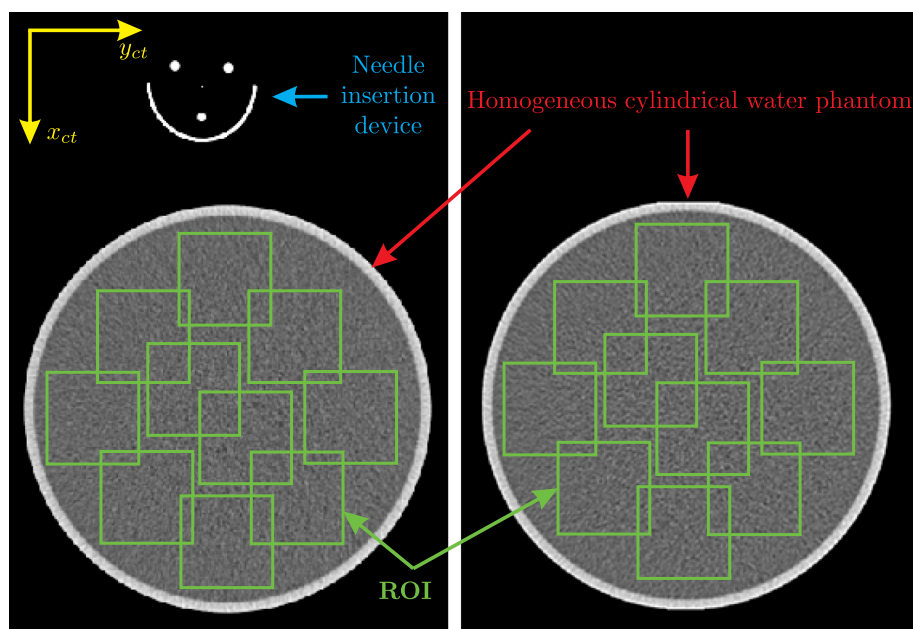 y_ct
x_ct
Needle
insertion
device
Homogeneous cylindrical water phantom
ROI